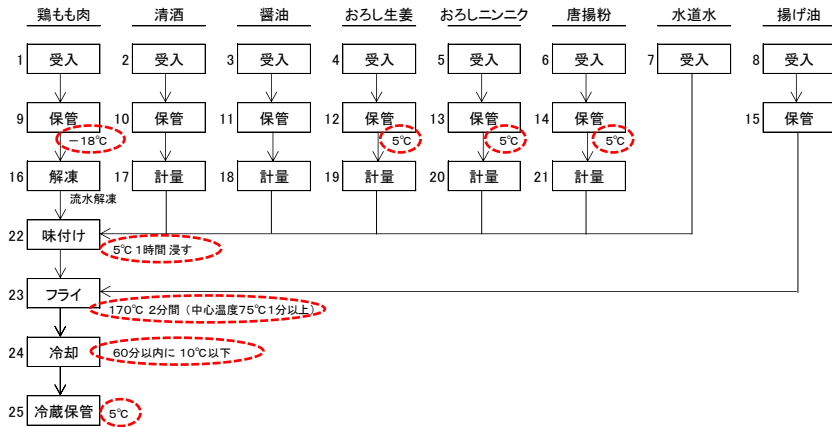 鶏もも肉 清酒 醤油 おろし生姜 おろしニンニク 唐揚粉 水道水 揚げ油
1 受入 2 受入 3 受入 4 受入 5 受入 6 受入 7 受入 8 受入
9 保管 10 保管 11 保管 12 保管 13 保管 14 保管 15 保管
－18℃ 5℃ 5℃ 5℃
16 解凍 17 計量 18 計量 19 計量 20 計量 21 計量
流水解凍
22 味付け
5℃ 1時間 浸す
23 フライ
170℃ 2分間 （中心温度75℃1分以上）
24 冷却 60分以内に 10℃以下
25 冷蔵保管 5℃